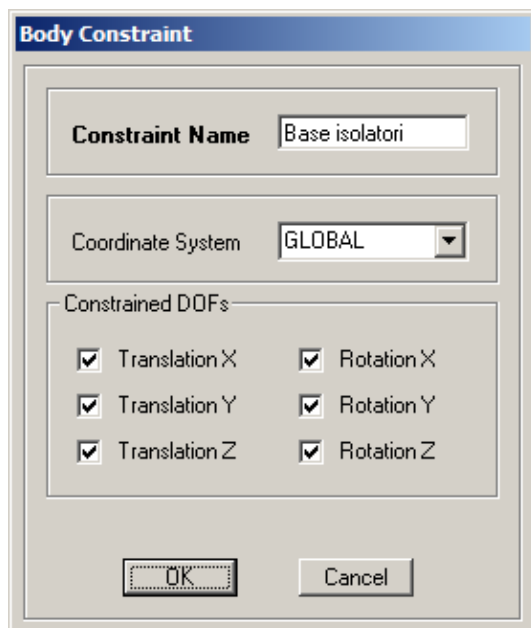 Body Constraint
Constraint Name Base isolatori
Coordinate System GLOBAL
Constrained DOFs
Translation X Rotation X
Translation Y Rotation Y
Translation Z Rotation Z
OK Cancel